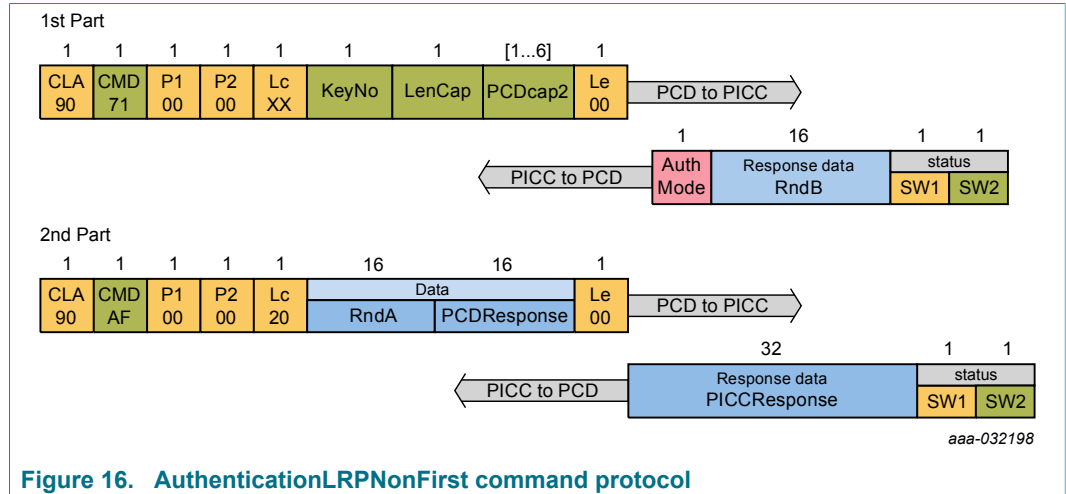 1st Part
1 1 1 1 1 1 1 [1...6] 1
CLA CMD P1 P2 Lc KeyNo LenCap PCDcap2 Le
90 71 00 00 XX 00
PCD to PICC
1 16 1 1
Auth Mode Response data RndB status SW1 SW2
PICC to PCD
2nd Part
1 1 1 1 1 16 16 1
CLA CMD P1 P2 Lc Data Le
90 AF 00 00 20 RndA PCDResponse 00
PCD to PICC
32 1 1
Response data PICCResponse status SW1 SW2
PICC to PCD
aaa-032198
Figure 16. AuthenticationLRPNonFirst command protocol